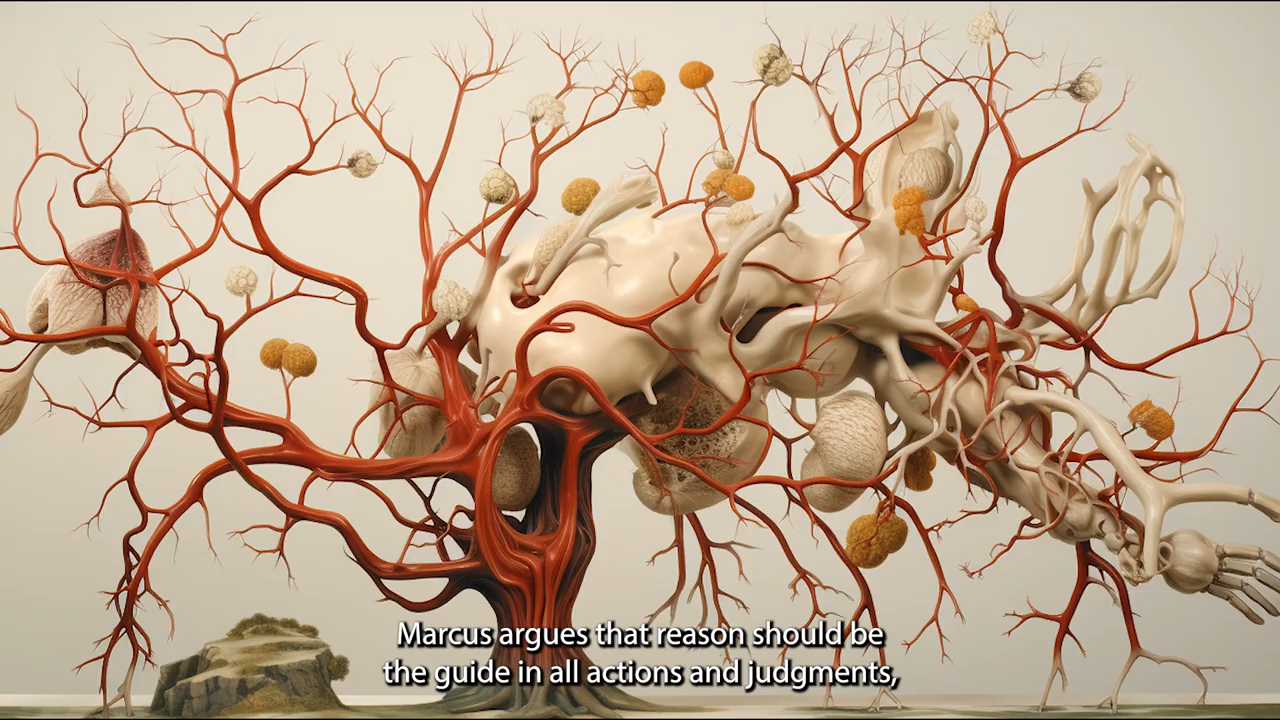 Marcus argues that reason should be
the guide in all actions and judgments,